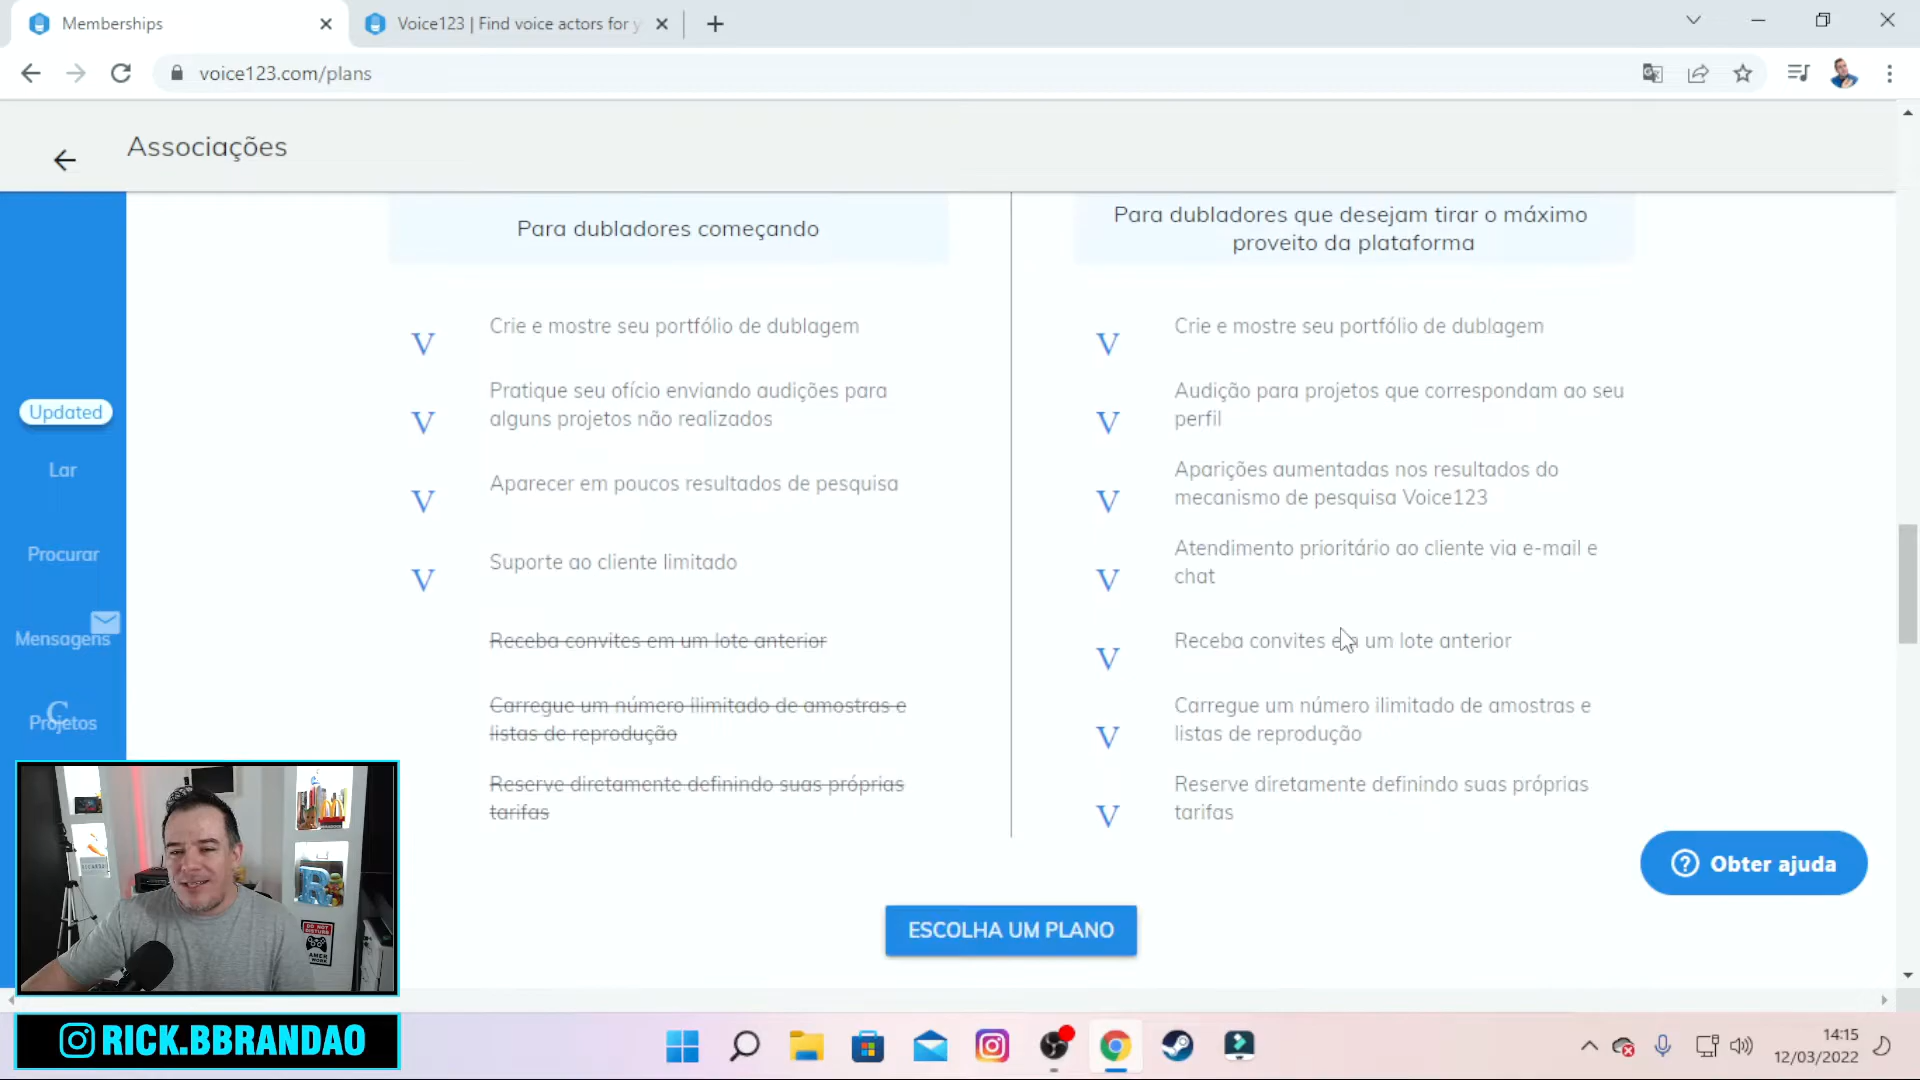 Memberships
Voice123 | Find voice actors for y
voice123.com/plans
Associações
Para dubladores começando
Para dubladores que desejam tirar o máximo
proveito da plataforma
V Crie e mostre seu portfólio de dublagem
V Pratique seu ofício enviando audições para
alguns projetos não realizados
V Aparecer em poucos resultados de pesquisa
V Suporte ao cliente limitado
Receba convites em um lote anterior
Carregue um número ilimitado de amostras e
listas de reprodução
Reserve diretamente definindo suas próprias
tarifas
V Crie e mostre seu portfólio de dublagem
V Audição para projetos que correspondam ao seu
perfil
V Aparições aumentadas nos resultados do
mecanismo de pesquisa Voice123
V Atendimento prioritário ao cliente via e-mail e
chat
V Receba convites em um lote anterior
V Carregue um número ilimitado de amostras e
listas de reprodução
V Reserve diretamente definindo suas próprias
tarifas
Updated
Lar
Procurar
Mensagens
C
Projetos
ESCOLHA UM PLANO
Obter ajuda
DO NOT
DISTURB
RICK.BBRANDAO
14:15
12/03/2022